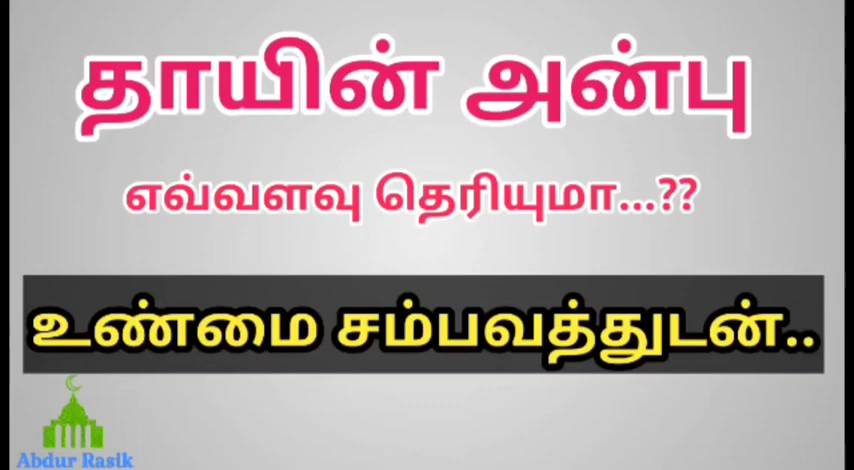 தாயின் அன்பு
எவ்வளவு தெரியுமா...??
உண்மை சம்பவத்துடன்..
Abdur Rasik